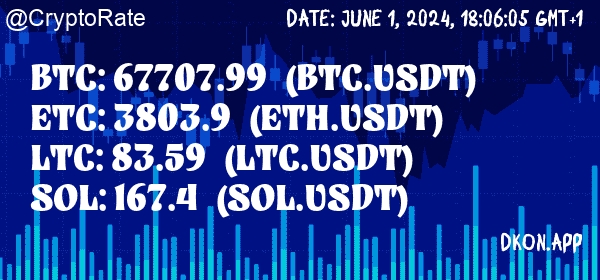 @CryptoRate
DATE: JUNE 1, 2024, 18:06:05 GMT+1
BTC: 67707.99 (BTC.USDT)
ETC: 3803.9 (ETH.USDT)
LTC: 83.59 (LTC.USDT)
SOL: 167.4 (SOL.USDT)
DKON.APP